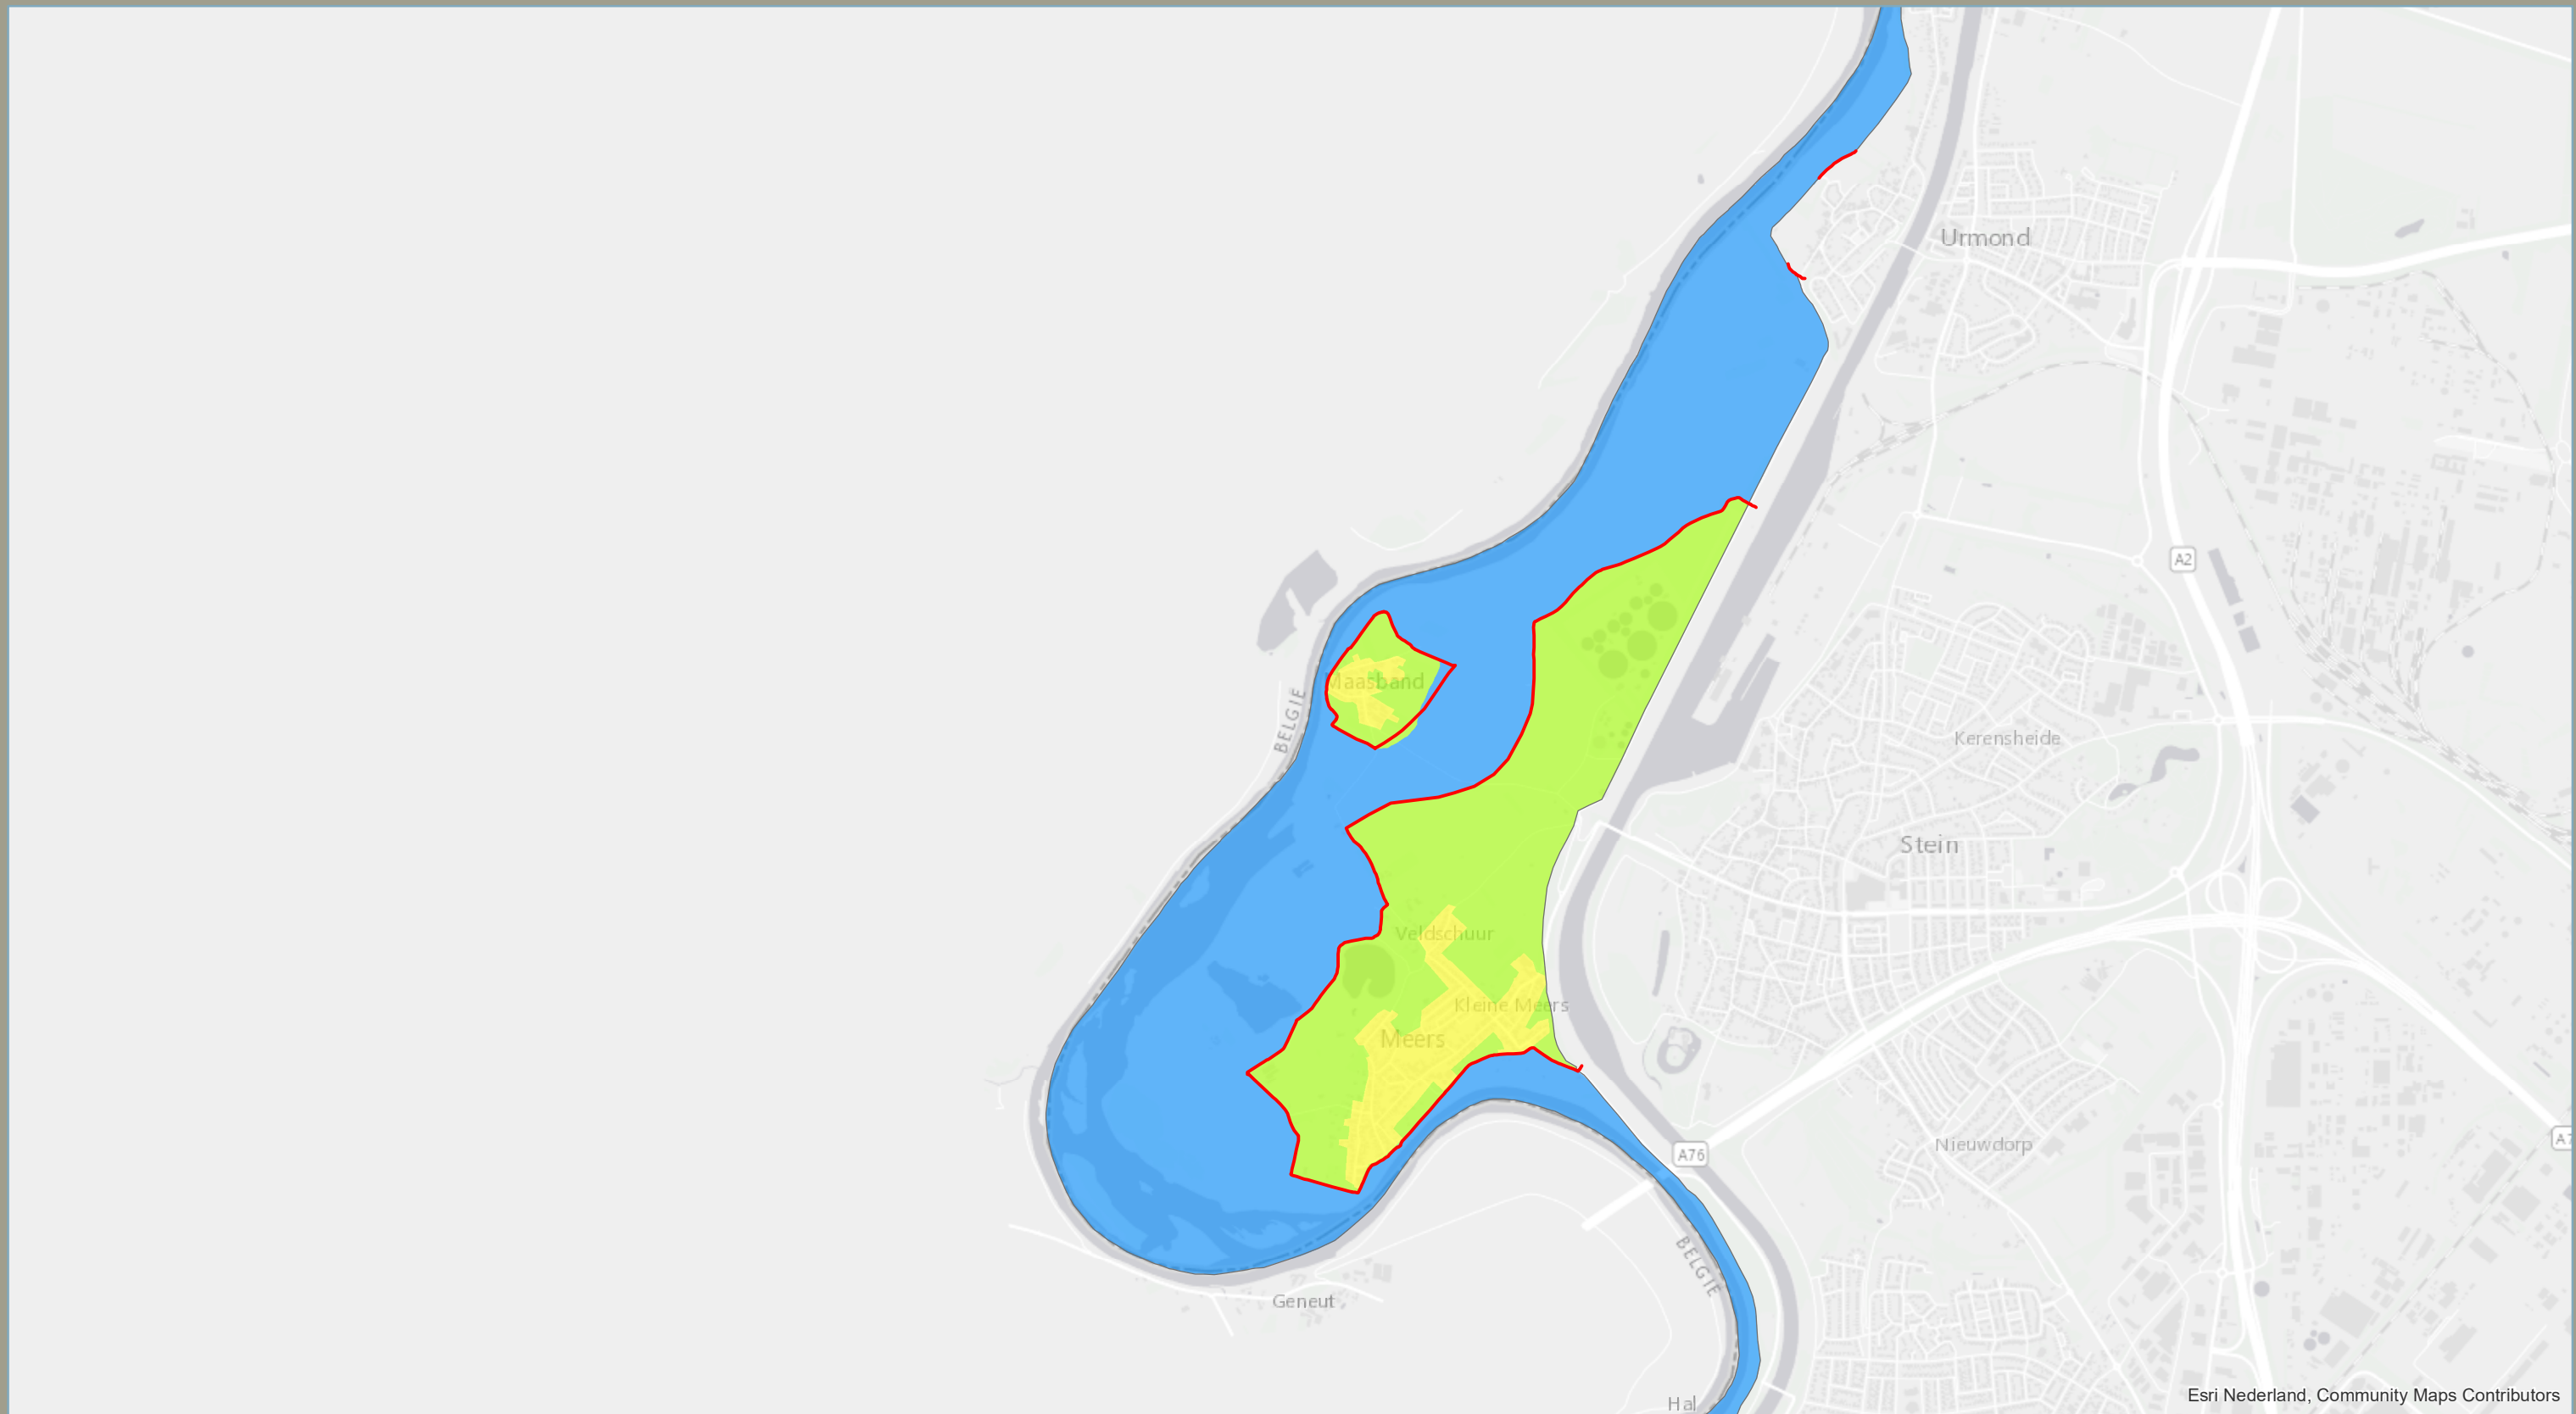 Urmond
A2
Maasband
BELGIE
Kerensheide
Stein
Veldschuur
Kleine Meers
Meers
A76
Nieuwdorp
BELGIE
Geneut
Hal
Esri Nederland, Community Maps Contributors